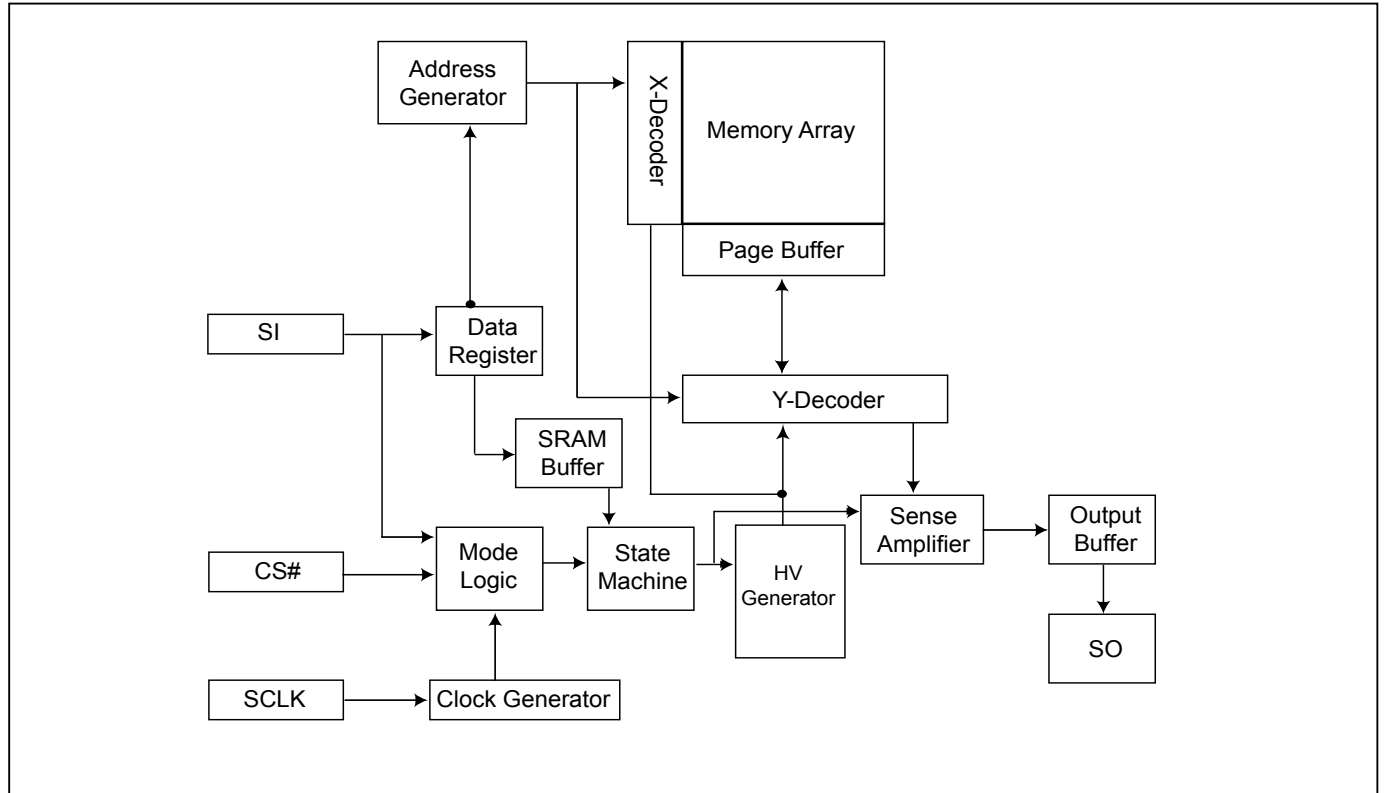 Address
Generator
X-Decoder
Memory Array
Page Buffer
SI
Data
Register
Y-Decoder
SRAM
Buffer
Sense
Amplifier
Output
Buffer
CS#
Mode
Logic
State
Machine
HV
Generator
SO
SCLK
Clock Generator